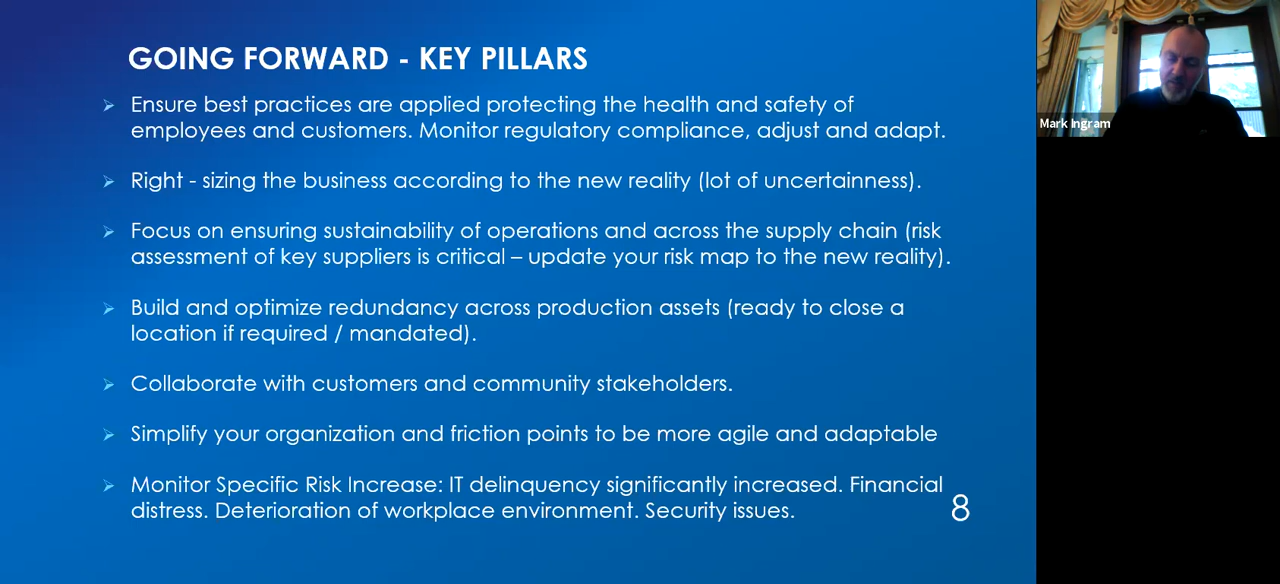 GOING FORWARD - KEY PILLARS
Ensure best practices are applied protecting the health and safety of
employees and customers. Monitor regulatory compliance, adjust and adapt.
Right - sizing the business according to the new reality (lot of uncertainness).
Focus on ensuring sustainability of operations and across the supply chain (risk
assessment of key suppliers is critical – update your risk map to the new reality).
Build and optimize redundancy across production assets (ready to close a
location if required / mandated).
Collaborate with customers and community stakeholders.
Simplify your organization and friction points to be more agile and adaptable
Monitor Specific Risk Increase: IT delinquency significantly increased. Financial
distress. Deterioration of workplace environment. Security issues.
8
Mark Ingram